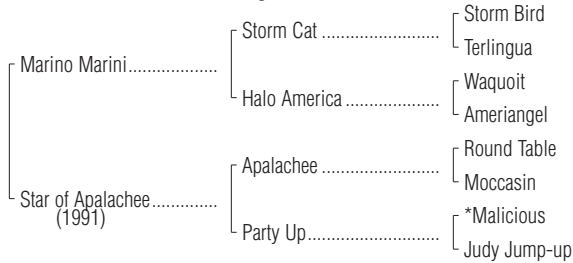 Storm Bird
Storm Cat ........................
Terlingua
Marino Marini..................
Waquoit
Halo America ...................
Ameriangel
Round Table
Apalachee ........................
Moccasin
Star of Apalachee.............
(1991)
*Malicious
Party Up...........................
Judy Jump-up